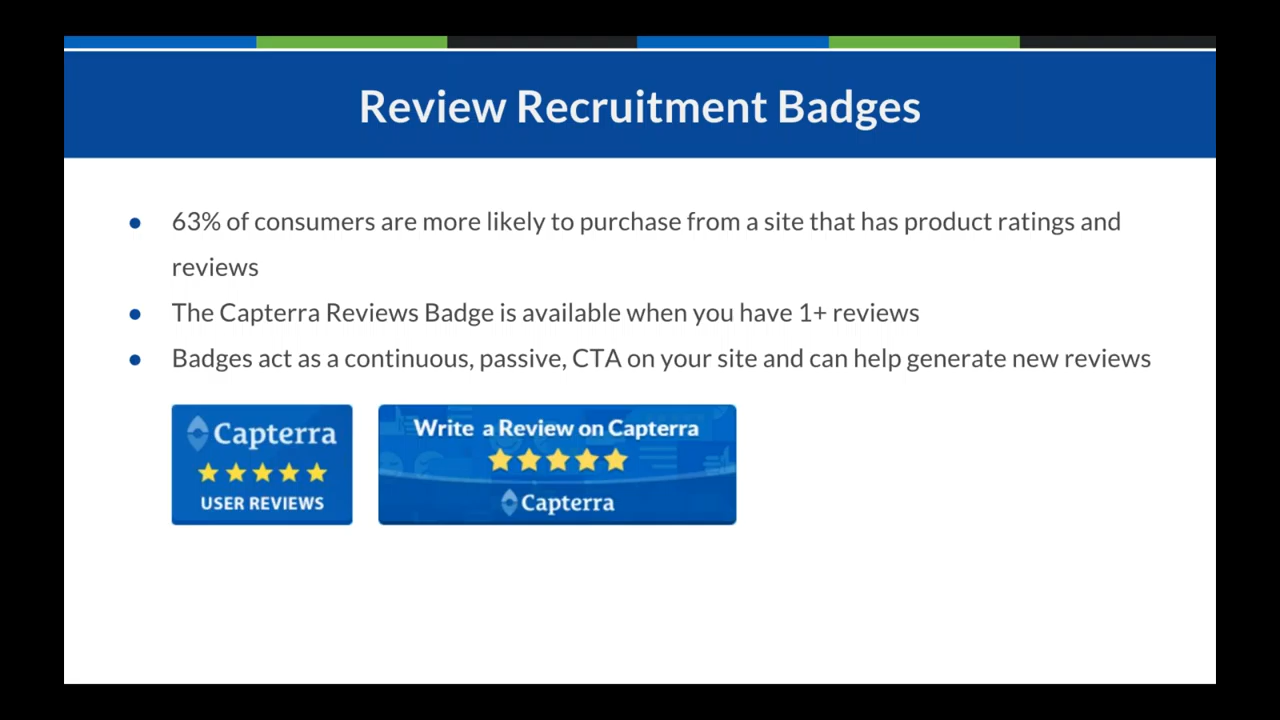 Review Recruitment Badges
● 63% of consumers are more likely to purchase from a site that has product ratings and
reviews
● The Capterra Reviews Badge is available when you have 1+ reviews
● Badges act as a continuous, passive, CTA on your site and can help generate new reviews
Capterra
USER REVIEWS
Write a Review on Capterra
Capterra